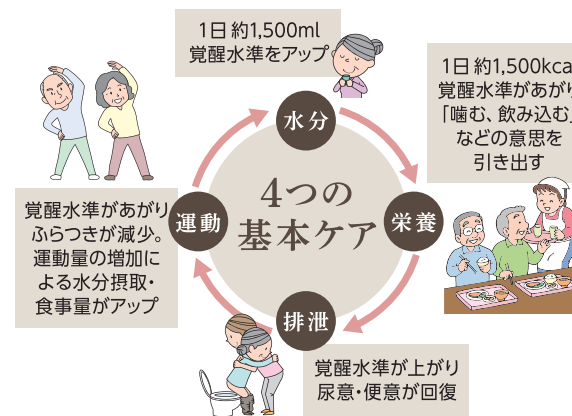 1日 約1,500ml
覚醒水準をアップ
水分
1日 約1,500kca
覚醒水準があがり
「噛む、飲み込む」
などの意思を
引き出す
栄養
4つの
基本ケア
運動
覚醒水準があがり
ふらつきが減少。
運動量の増加に
よる水分摂取・
食事量がアップ
排泄
覚醒水準が上がり
尿意・便意が回復